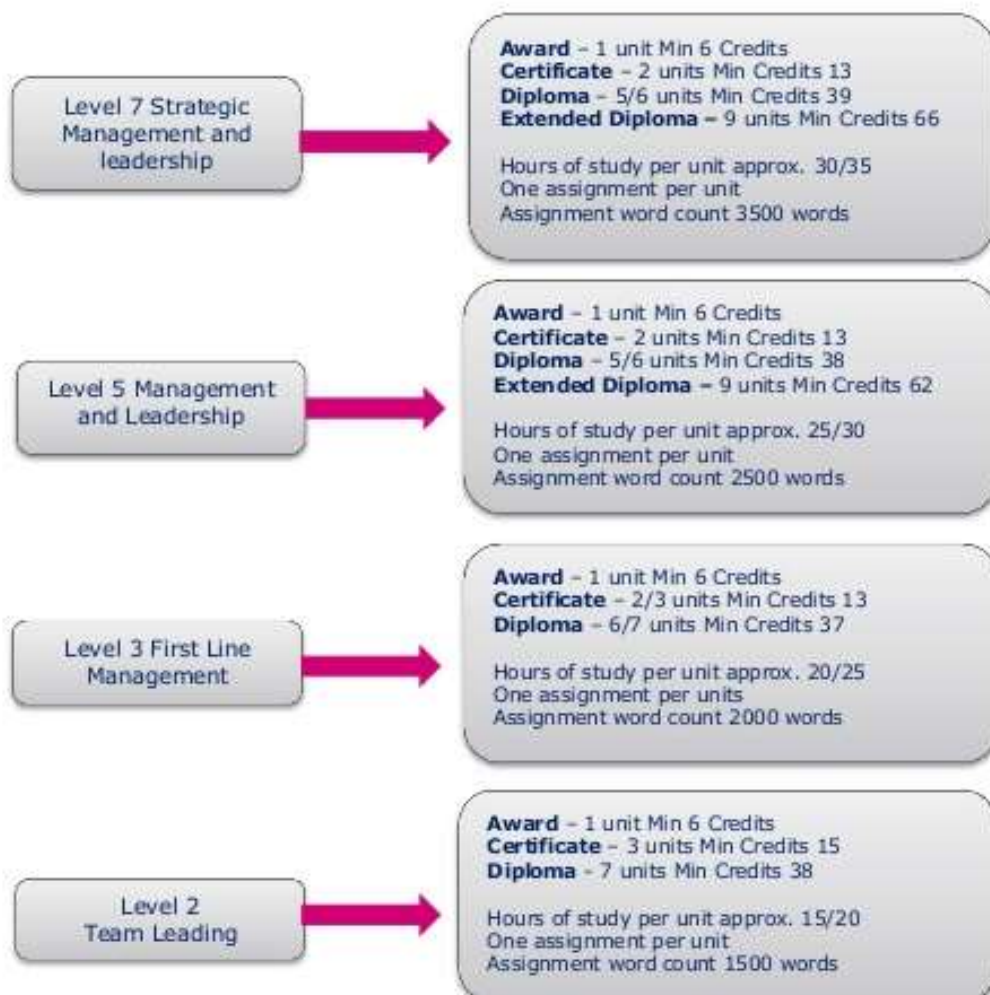 Level 7 Strategic
Management and
leadership
Award – 1 unit Min 6 Credits
Certificate – 2 units Min Credits 13
Diploma – 5/6 units Min Credits 39
Extended Diploma – 9 units Min Credits 66
Hours of study per unit approx. 30/35
One assignment per unit
Assignment word count 3500 words
Level 5 Management
and Leadership
Award – 1 unit Min 6 Credits
Certificate – 2 units Min Credits 13
Diploma – 5/6 units Min Credits 38
Extended Diploma – 9 units Min Credits 62
Hours of study per unit approx. 25/30
One assignment per unit
Assignment word count 2500 words
Level 3 First Line
Management
Award – 1 unit Min 6 Credits
Certificate – 2/3 units Min Credits 13
Diploma – 6/7 units Min Credits 37
Hours of study per unit approx. 20/25
One assignment per units
Assignment word count 2000 words
Level 2
Team Leading
Award – 1 unit Min 6 Credits
Certificate – 3 units Min Credits 15
Diploma – 7 units Min Credits 38
Hours of study per unit approx. 15/20
One assignment per unit
Assignment word count 1500 words